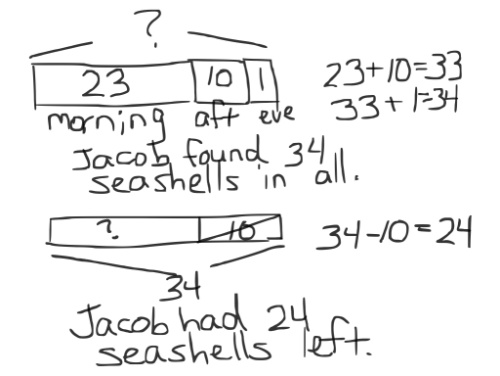 ?
23 10 1
23+10=33
33+1=34
morning aft eve
Jacob found 34
seashells in all.
? 10
34-10=24
34
Jacob had 24
seashells left.